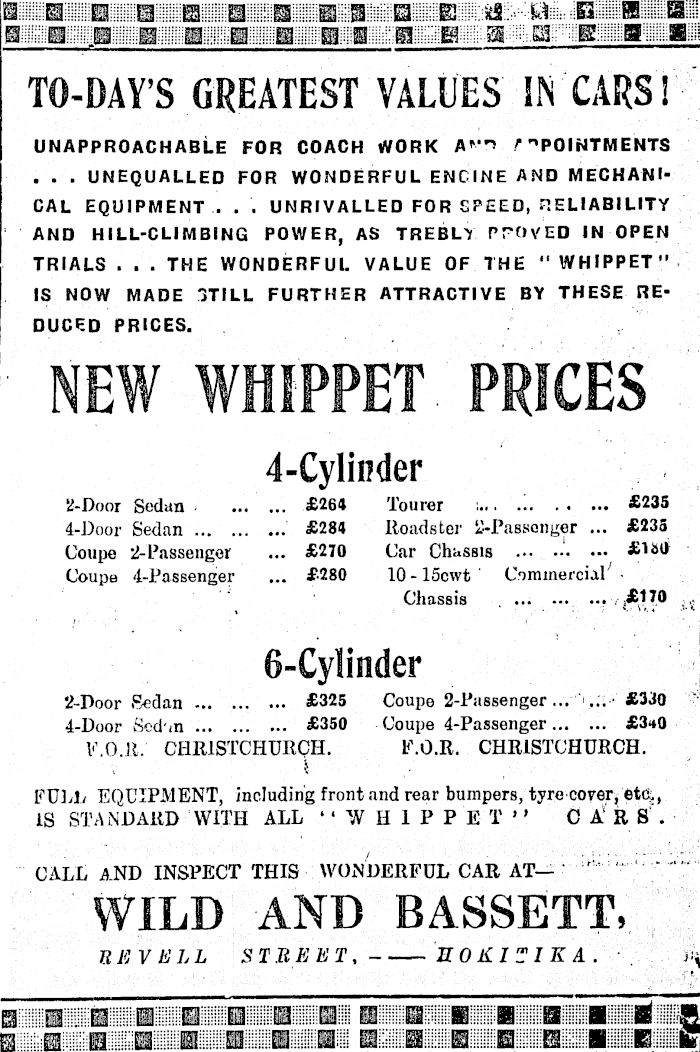 TO-DAY'S GREATEST VALUES IN CARS!
UNAPPROACHABLE FOR COACH WORK AND APPOINTMENTS
... UNEQUALLED FOR WONDERFUL ENGINE AND MECHANI-
CAL EQUIPMENT ... UNRIVALLED FOR SPEED, RELIABILITY
AND HILL-CLIMBING POWER, AS TREBLY PROVED IN OPEN
TRIALS ... THE WONDERFUL VALUE OF THE "WHIPPET"
IS NOW MADE STILL FURTHER ATTRACTIVE BY THESE RE-
DUCED PRICES.
NEW WHIPPET PRICES
4-Cylinder
2-Door Sedan ... ... £264
4-Door Sedan ... ... ... £284
Coupe 2-Passenger ... £270
Coupe 4-Passenger ... £280
Tourer ... ... .. ... £235
Roadster 2-Passenger ... £235
Car Chassis ... ... ... £180
10-15cwt Commercial
Chassis ... ... ... £170
6-Cylinder
2-Door Sedan ... ... ... £325
4-Door Sedan ... ... ... £350
F.O.R. CHRISTCHURCH.
Coupe 2-Passenger ... ... £330
Coupe 4-Passenger ... ... £340
F.O.R. CHRISTCHURCH.
FULL EQUIPMENT, including front and rear bumpers, tyre cover, etc.,
IS STANDARD WITH ALL "WHIPPET" CARS.
CALL AND INSPECT THIS WONDERFUL CAR AT—
WILD AND BASSETT,
REVELL STREET, —— HOKITIKA.